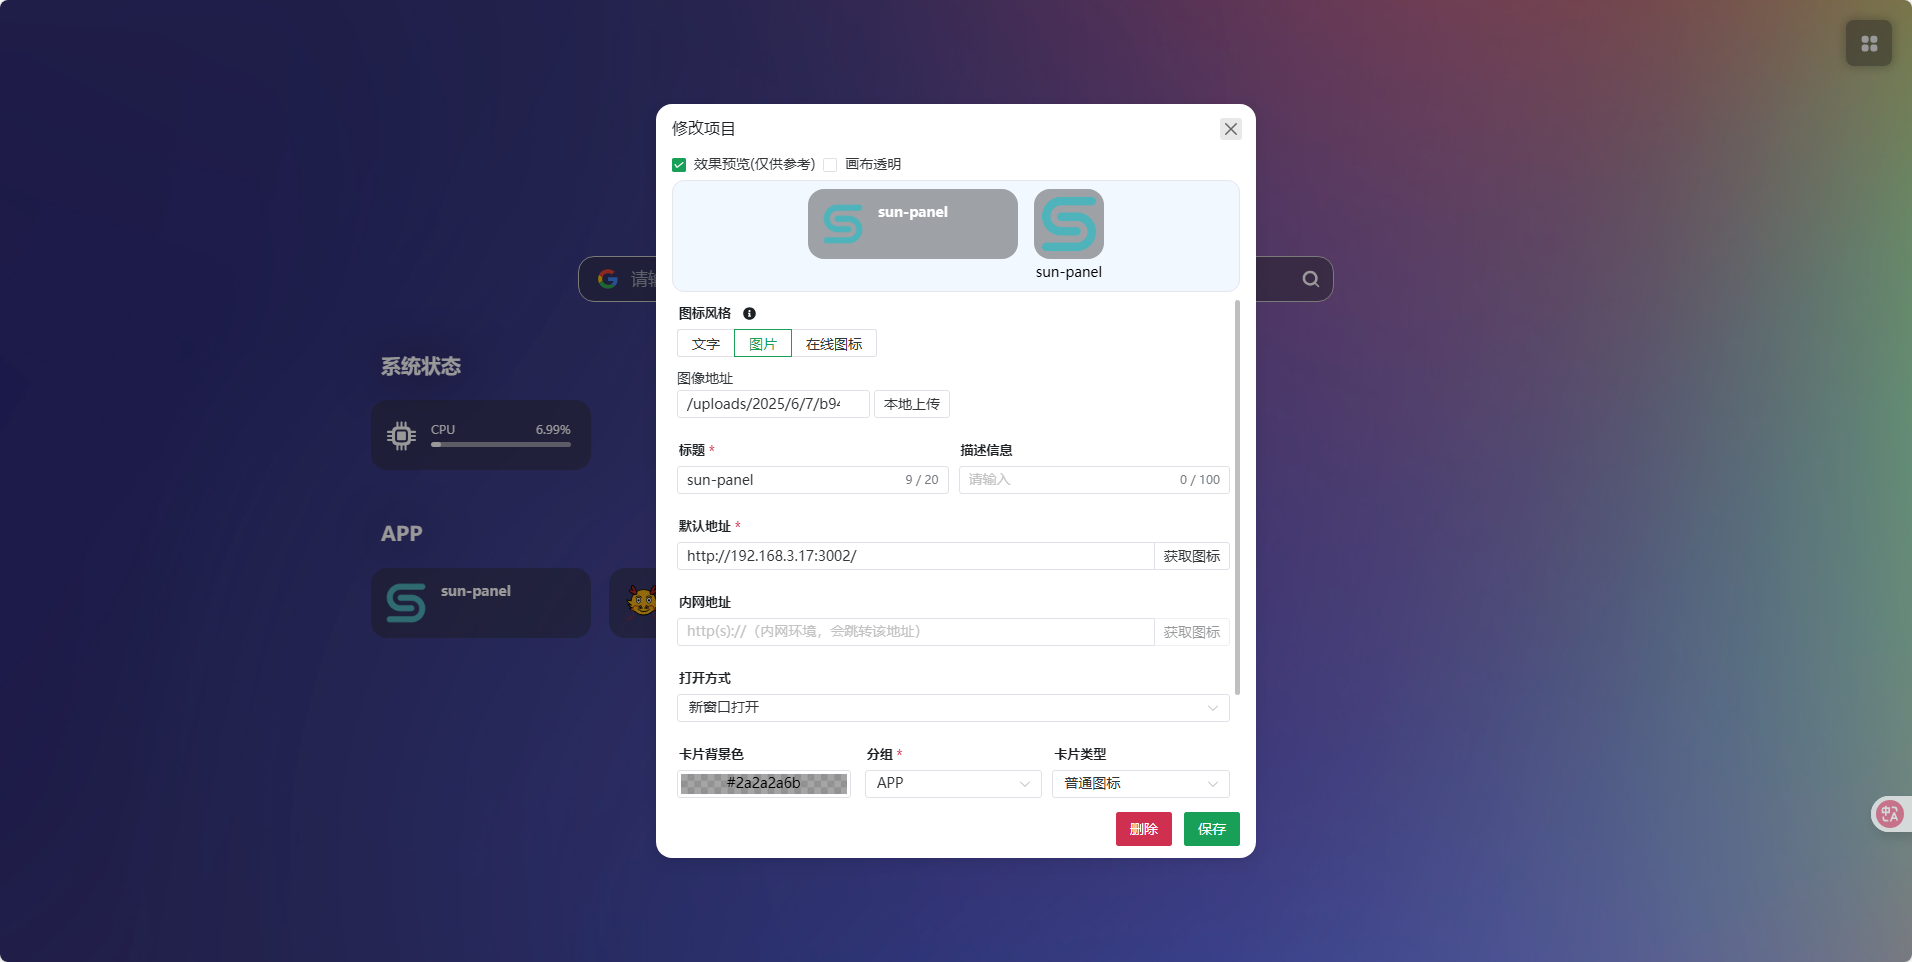 修改项目
效果预览(仅供参考) 画布透明
sun-panel
sun-panel
请输
图标风格
文字 图片 在线图标
图像地址
/uploads/2025/6/7/b94 本地上传
标题 * 描述信息
sun-panel 9 / 20 请输入 0 / 100
默认地址 *
http://192.168.3.17:3002/ 获取图标
内网地址
http(s)://（内网环境，会跳转该地址） 获取图标
打开方式
新窗口打开
卡片背景色 分组 * 卡片类型
#2a2a2a6b APP 普通图标
删除 保存
系统状态
CPU 6.99%
APP
sun-panel
中A